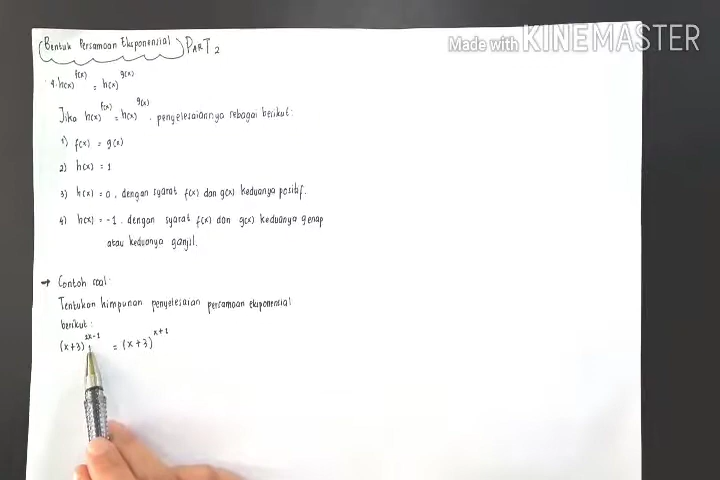 Bentuk Persamaan Eksponensial PART 2
Made with KINEMASTER
4. h(x)^f(x) = h(x)^g(x)
Jika h(x)^f(x) = h(x)^g(x), penyelesaiannya sebagai berikut:
1) f(x) = g(x)
2) h(x) = 1
3) h(x) = 0, dengan syarat f(x) dan g(x) keduanya positif.
4) h(x) = -1, dengan syarat f(x) dan g(x) keduanya genap
atau keduanya ganjil.
→ Contoh soal:
Tentukan himpunan penyelesaian persamaan eksponensial
berikut:
(x+3)^2x-1 = (x+3)^x+1